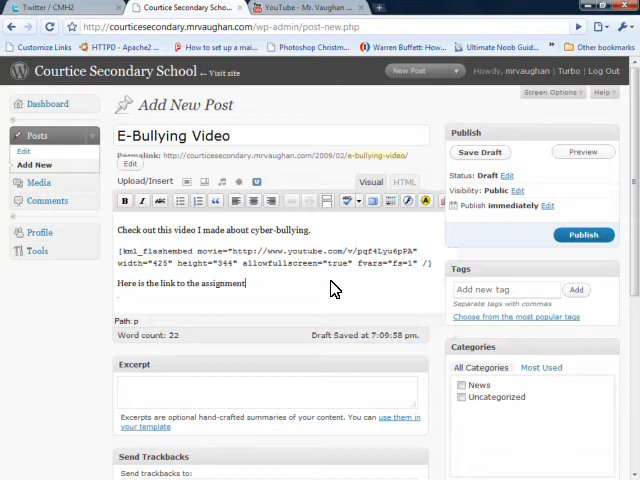 Twitter / CMH2
Courtice Secondary Sc...
YouTube - Mr. Vaughan
http://courticesecondary.mrvaughan.com/wp-admin/post-new.php
Customize Links
HTTPD - Apache2 ...
How to set up a mai...
Photoshop Christm...
Warren Buffett: How...
Ultimate Noob Guid...
Other bookmarks
Courtice Secondary School
← Visit site
New Post
Howdy, mrvaughan | Turbo | Log Out
Screen Options
Help
Dashboard
Posts
Edit
Add New
Media
Comments
Profile
Tools
Add New Post
E-Bullying Video
Permalink: http://courticesecondary.mrvaughan.com/2009/02/e-bullying-video/
Edit
Upload/Insert
Visual
HTML
B I ABC
Check out this video I made about cyber-bullying.
[kml_flashembed movie="http://www.youtube.com/v/pqf4Lyu6pPA"
width="425" height="344" allowfullscreen="true" fvars="fs=1" /]
Here is the link to the assignment
Path: p
Word count: 22
Draft Saved at 7:09:58 pm.
Excerpt
Excerpts are optional hand-crafted summaries of your content. You can use them in
your template
Send Trackbacks
Send trackbacks to:
Publish
Save Draft
Preview
Status: Draft Edit
Visibility: Public Edit
Publish immediately Edit
Publish
Tags
Add new tag
Add
Separate tags with commas
Choose from the most popular tags
Categories
All Categories
Most Used
News
Uncategorized